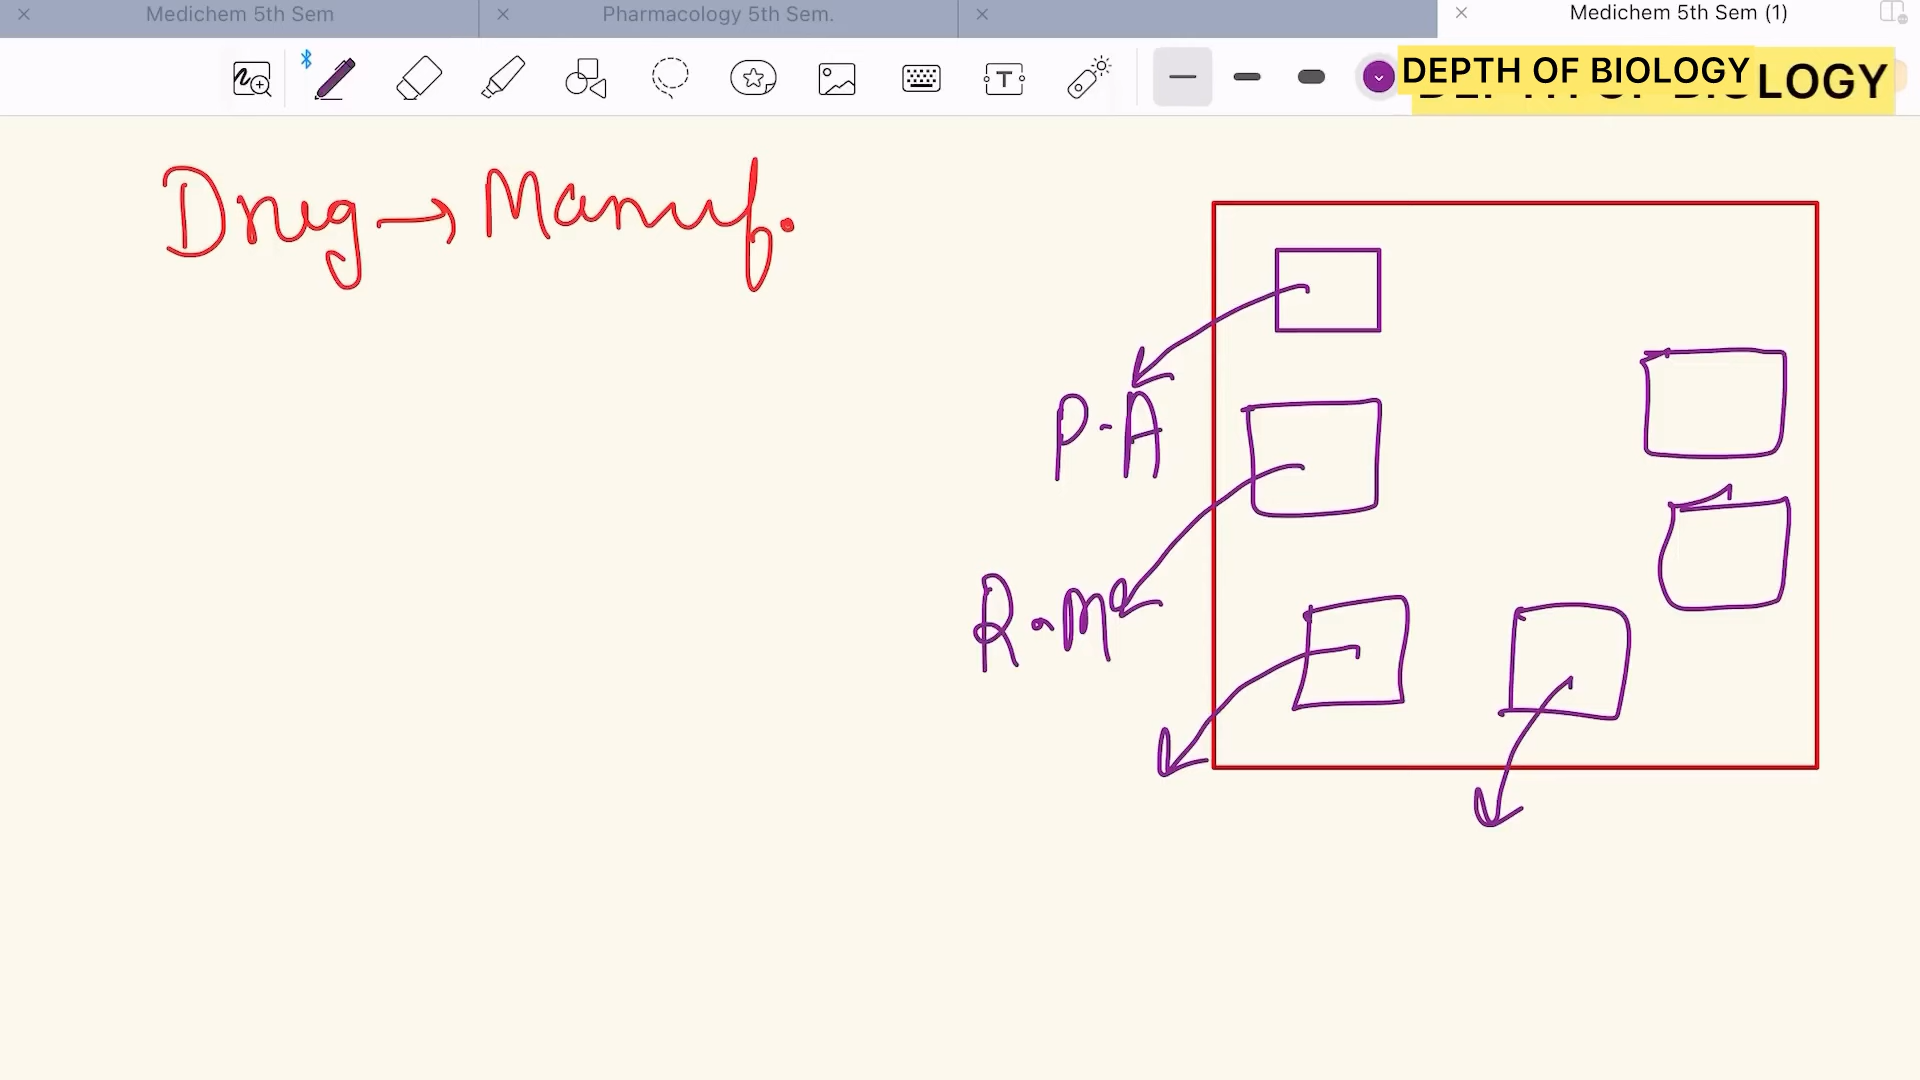 Medichem 5th Sem
Pharmacology 5th Sem.
Medichem 5th Sem (1)
DEPTH OF BIOLOGY
LOGY
Drug → Manuf.
P-A
R-M